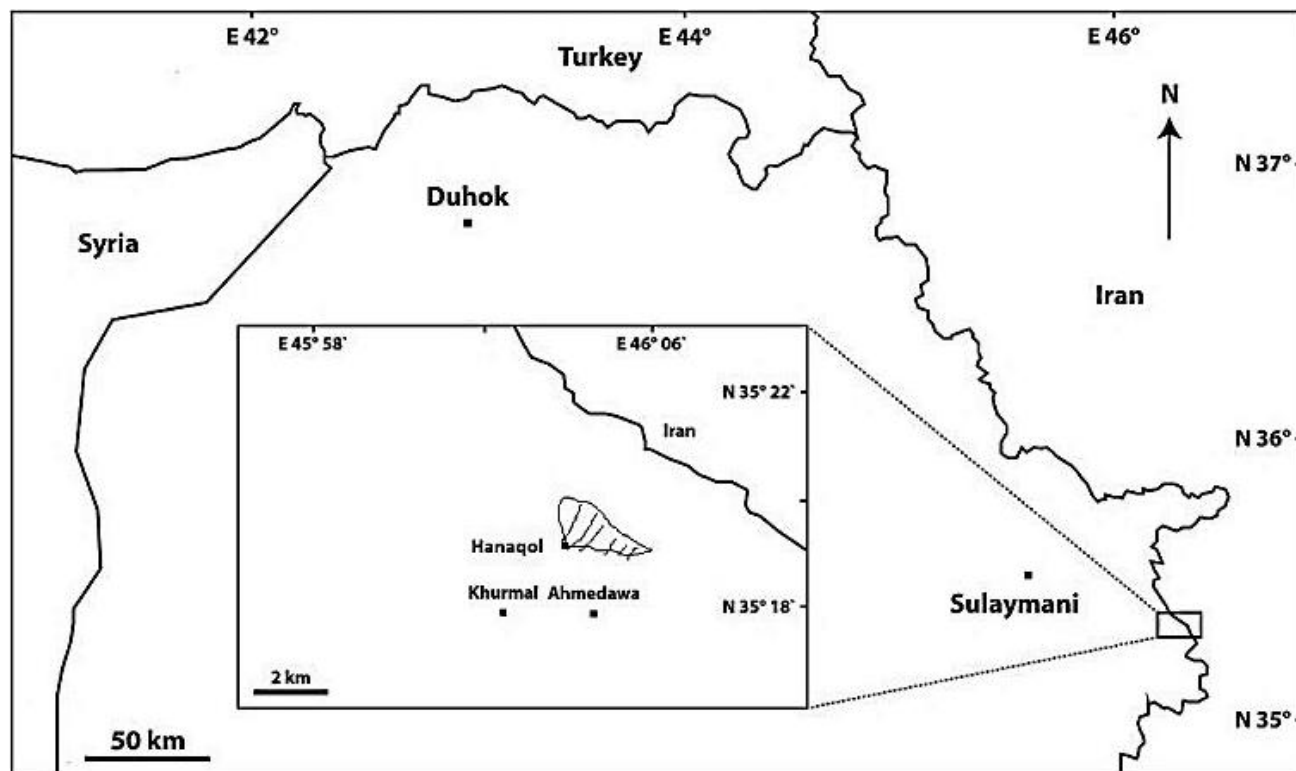 E 42°
E 44°
E 46°
Turkey
N
N 37°
Duhok
Syria
Iran
E 45° 58`
E 46° 06`
N 35° 22`
Iran
N 36°
Hanaqol
Khurmal
Ahmedawa
N 35° 18`
Sulaymani
2 km
N 35°
50 km